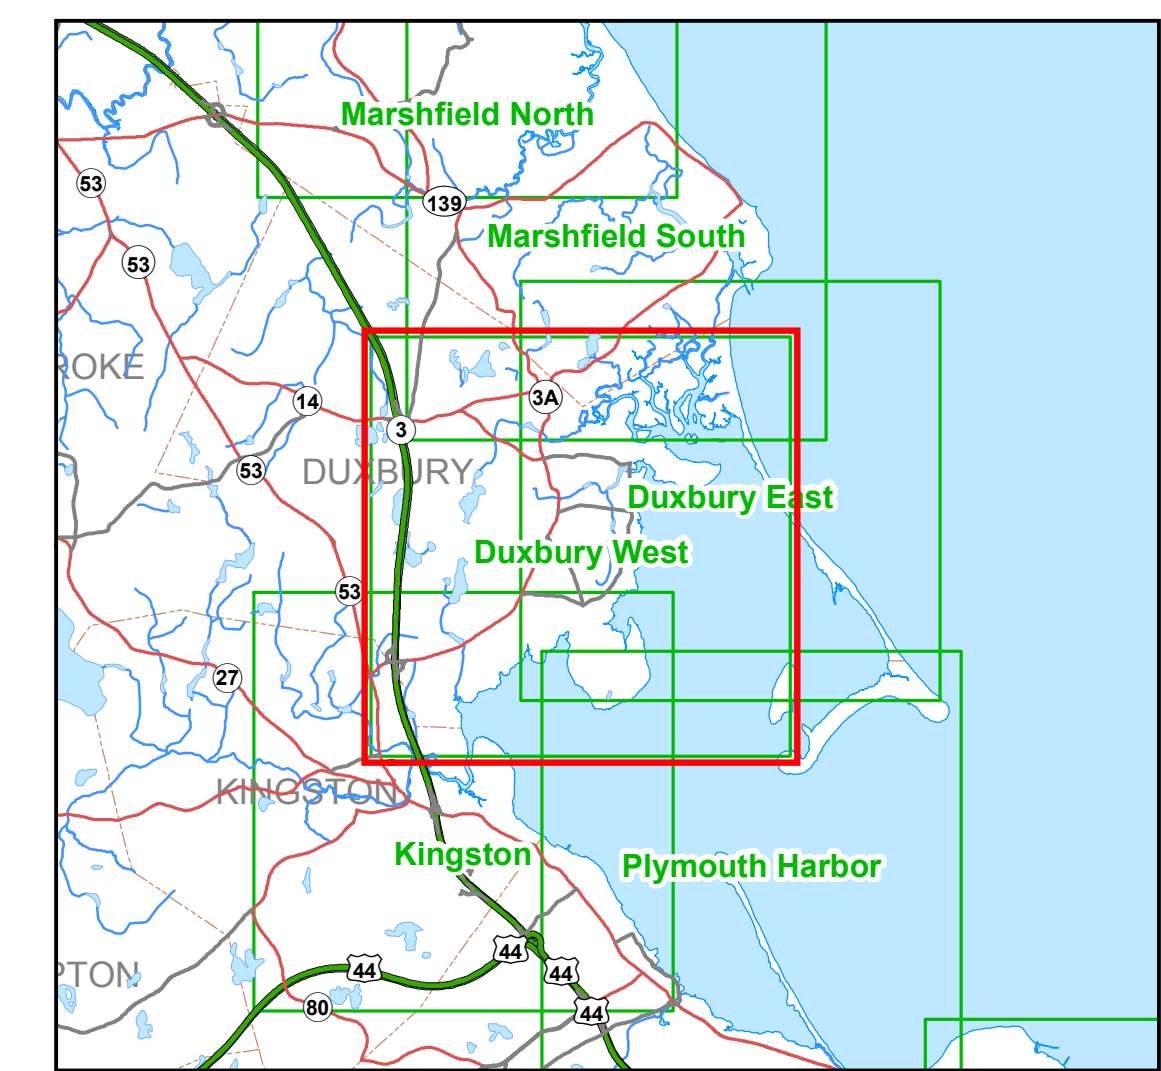 Marshfield North
53
139
Marshfield South
53
ROKE
14
3A
3
53
DUXBURY
Duxbury East
Duxbury West
53
27
KINGSTON
Kingston
Plymouth Harbor
44
44
44
PTON
80
44